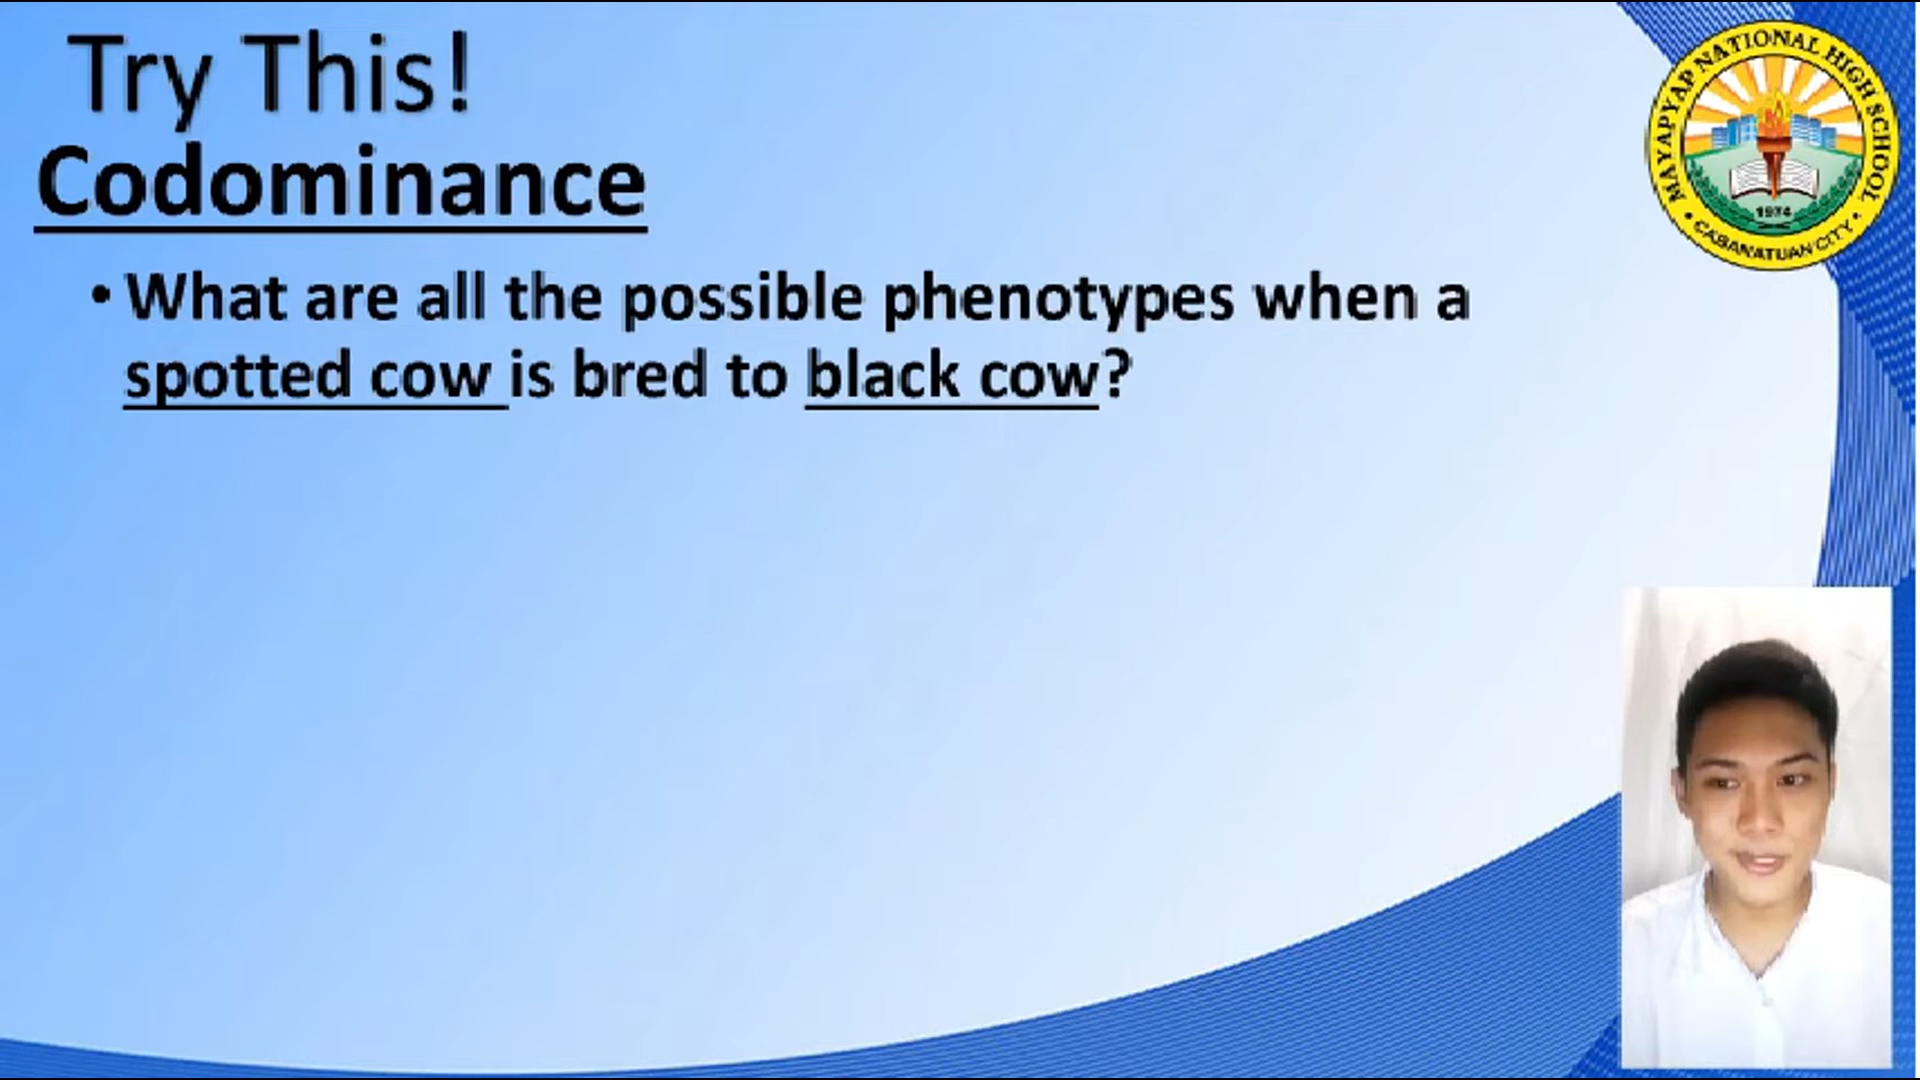 Try This!
Codominance
• What are all the possible phenotypes when a
spotted cow is bred to black cow?
MAYAPYAP NATIONAL HIGH SCHOOL
1974
• CABANATUAN CITY •